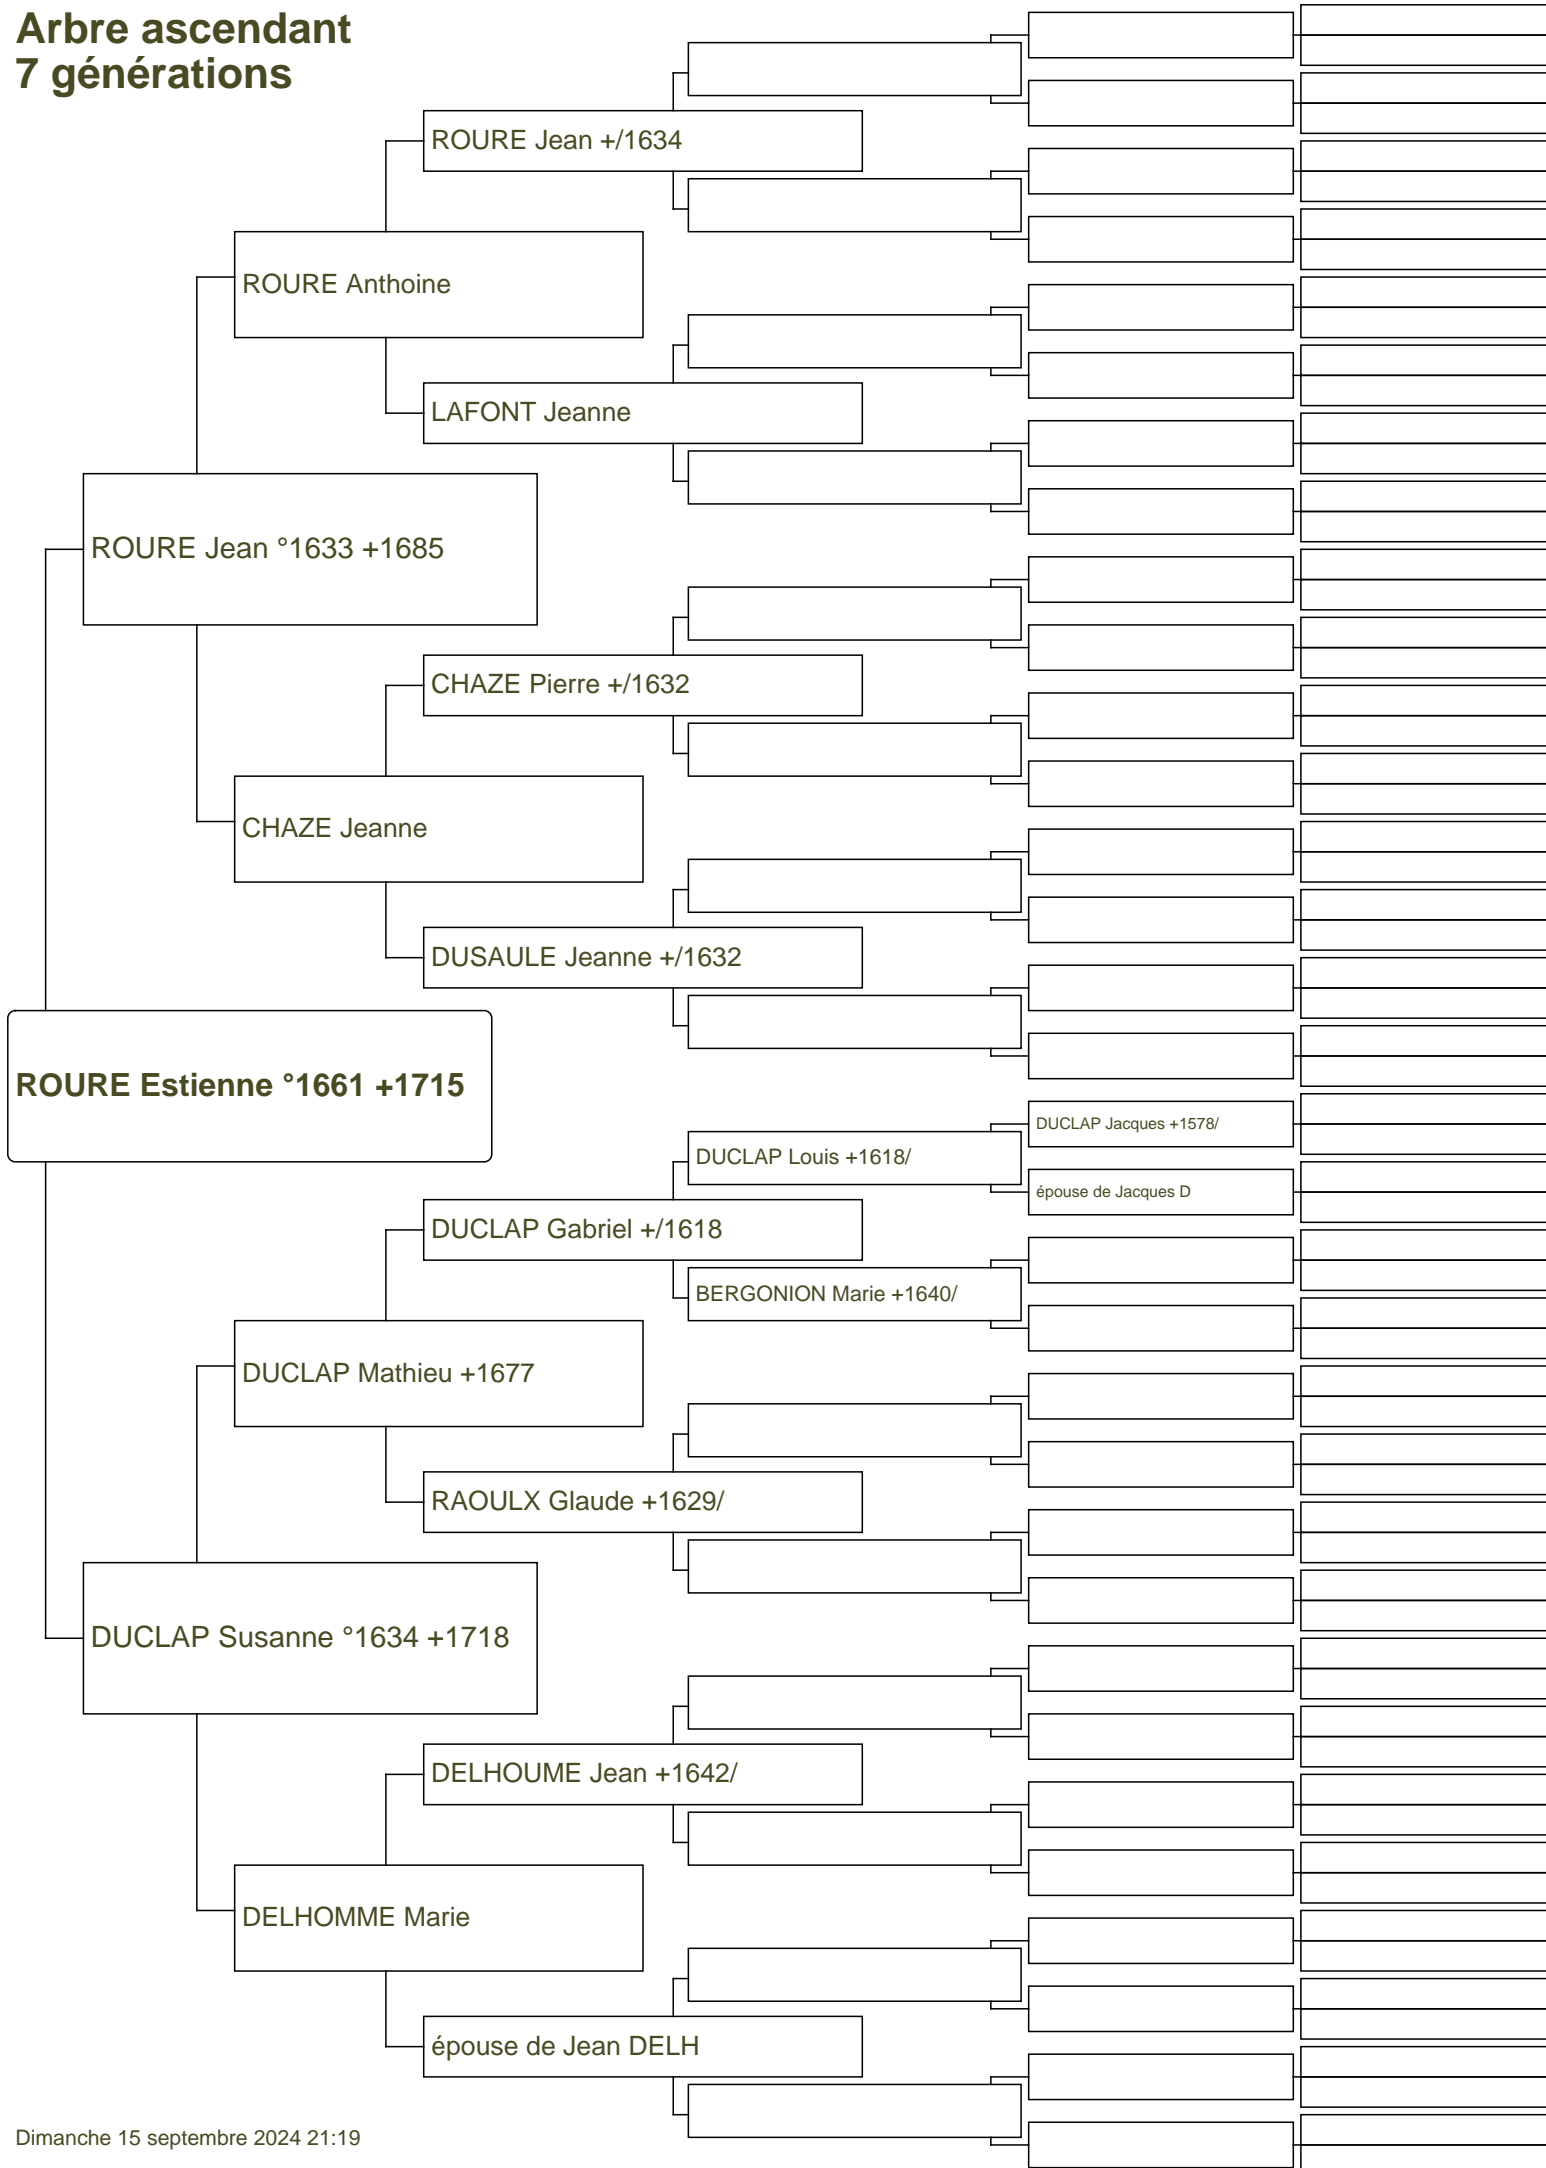 Arbre ascendant
7 générations
ROURE Jean +/1634
ROURE Anthoine
LAFONT Jeanne
ROURE Jean °1633 +1685
CHAZE Pierre +/1632
CHAZE Jeanne
DUSAULE Jeanne +/1632
ROURE Estienne °1661 +1715
DUCLAP Jacques +1578/
DUCLAP Louis +1618/
épouse de Jacques D
DUCLAP Gabriel +/1618
BERGONION Marie +1640/
DUCLAP Mathieu +1677
RAOULX Glaude +1629/
DUCLAP Susanne °1634 +1718
DELHOUME Jean +1642/
DELHOMME Marie
épouse de Jean DELH
Dimanche 15 septembre 2024 21:19